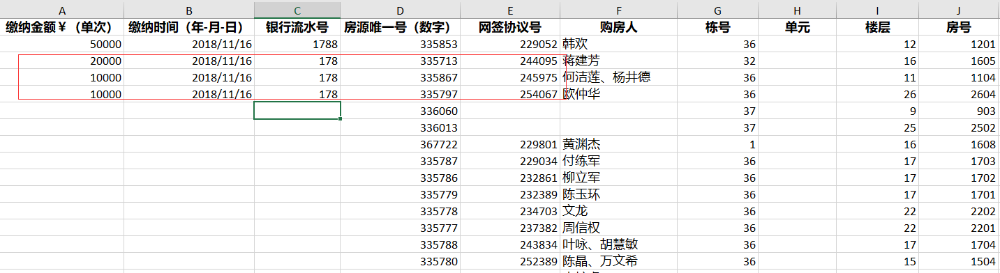 A B C D E F G H I J
缴纳金额￥（单次） 缴纳时间（年-月-日） 银行流水号 房源唯一号（数字） 网签协议号 购房人 栋号 单元 楼层 房号
50000 2018/11/16 1788 335853 229052 韩欢 36 12 1201
20000 2018/11/16 178 335713 244095 蒋建芳 32 16 1605
10000 2018/11/16 178 335867 245975 何洁莲、杨井德 36 11 1104
10000 2018/11/16 178 335797 254067 欧仲华 36 26 2604
336060 37 9 903
336013 37 25 2502
367722 229801 黄渊杰 1 16 1608
335787 229034 付练军 36 17 1703
335786 232861 柳立军 36 17 1702
335779 232389 陈玉环 36 17 1701
335778 234703 文龙 36 22 2202
335777 237382 周信权 36 22 2201
335788 243834 叶咏、胡慧敏 36 17 1704
335780 252389 陈晶、万文希 36 15 1504